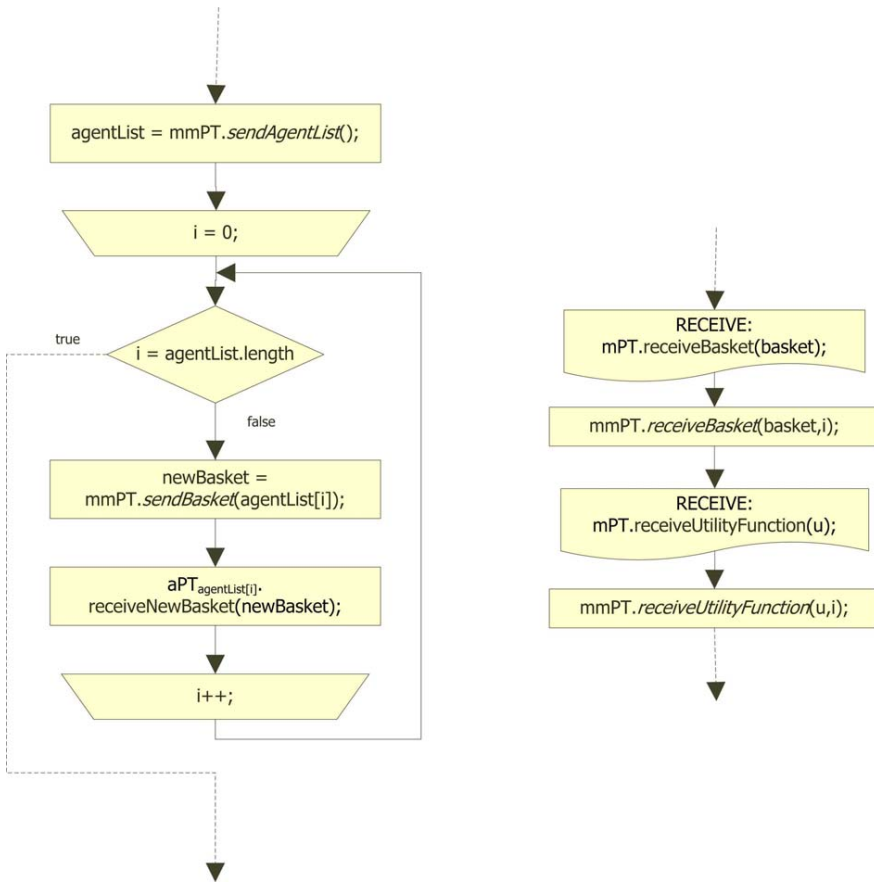 agentList = mmPT.sendAgentList();
i = 0;
true
i = agentList.length
false
newBasket =
mmPT.sendBasket(agentList[i]);
aPTagentList[i].
receiveNewBasket(newBasket);
i++;
RECEIVE:
mPT.receiveBasket(basket);
mmPT.receiveBasket(basket,i);
RECEIVE:
mPT.receiveUtilityFunction(u);
mmPT.receiveUtilityFunction(u,i);